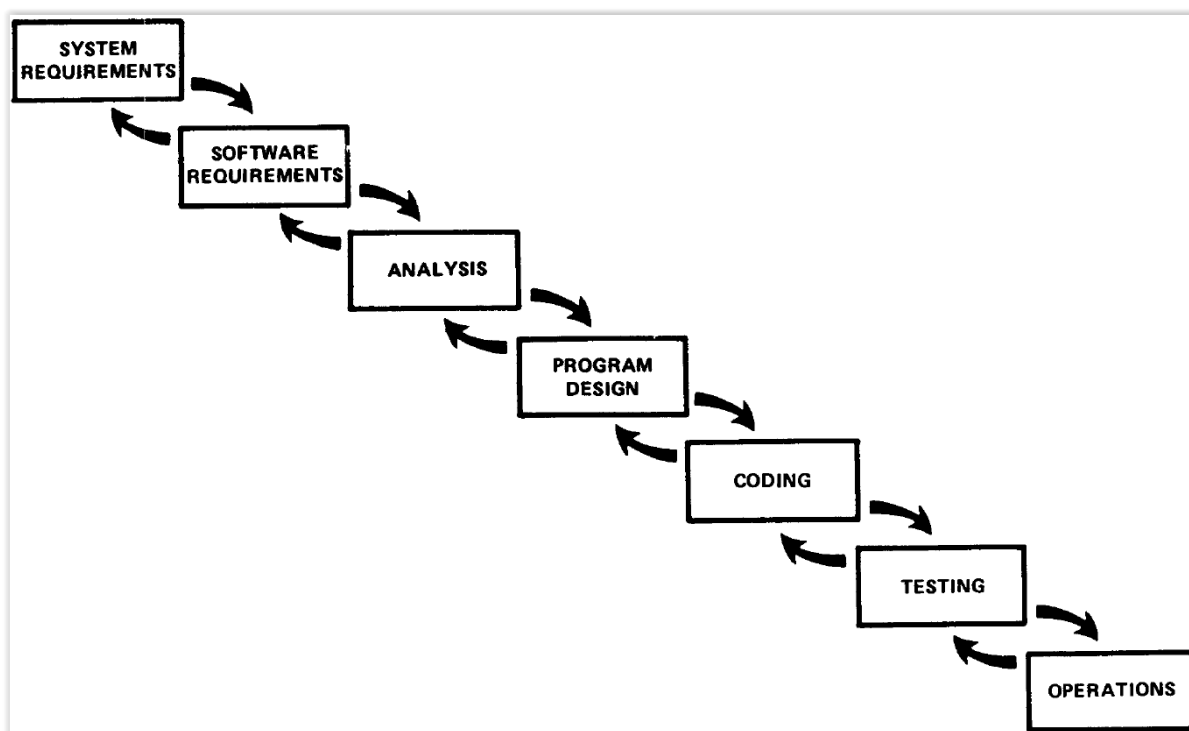 SYSTEM
REQUIREMENTS
SOFTWARE
REQUIREMENTS
ANALYSIS
PROGRAM
DESIGN
CODING
TESTING
OPERATIONS